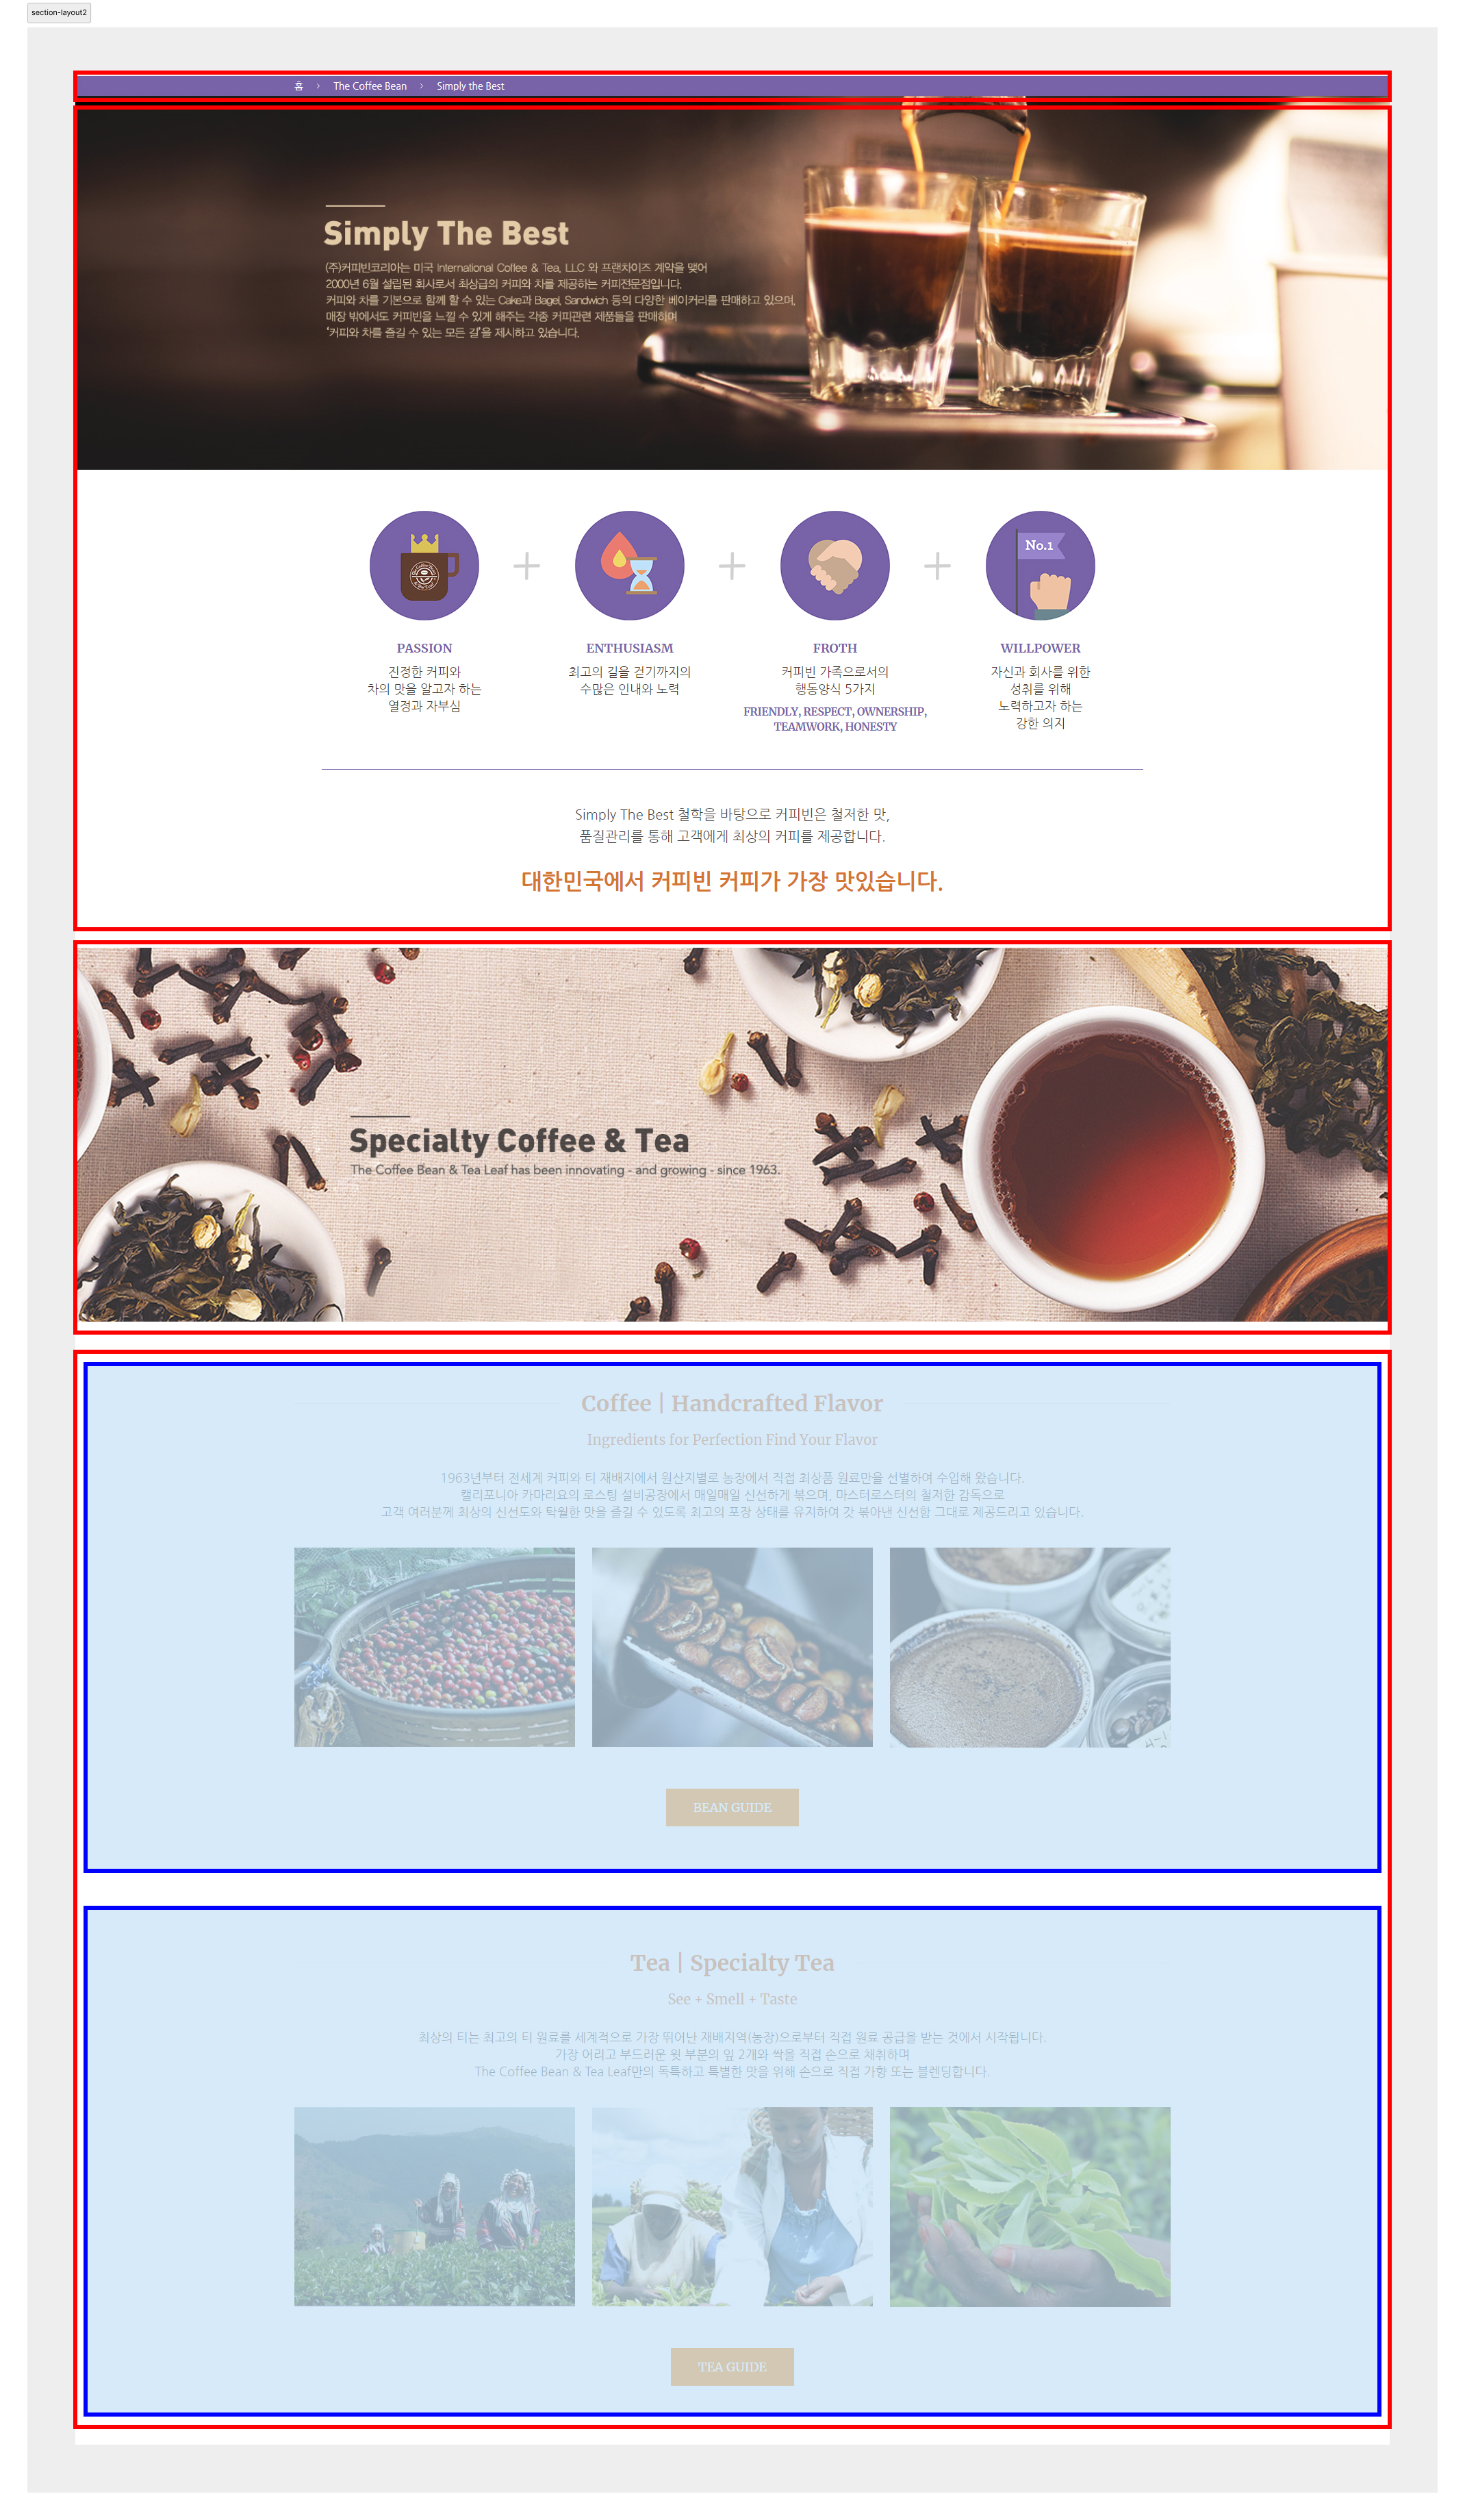 section-layout2
홈 > The Coffee Bean > Simply the Best
Simply The Best
(주)커피빈코리아는 미국 International Coffee & Tea, LLC 와 프랜차이즈 계약을 맺어
2000년 6월 설립된 회사로서 최상급의 커피와 차를 제공하는 커피전문점입니다.
커피와 차를 기본으로 함께 할 수 있는 Cake과 Bagel, Sandwich 등의 다양한 베이커리를 판매하고 있으며,
매장 밖에서도 커피빈을 느낄 수 있게 해주는 각종 커피관련 제품들을 판매하며
'커피와 차를 즐길 수 있는 모든 길'을 제시하고 있습니다.
No.1
PASSION
진정한 커피와
차의 맛을 알고자 하는
열정과 자부심
ENTHUSIASM
최고의 길을 걷기까지의
수많은 인내와 노력
FROTH
커피빈 가족으로서의
행동양식 5가지
FRIENDLY, RESPECT, OWNERSHIP,
TEAMWORK, HONESTY
WILLPOWER
자신과 회사를 위한
성취를 위해
노력하고자 하는
강한 의지
Simply The Best 철학을 바탕으로 커피빈은 철저한 맛,
품질관리를 통해 고객에게 최상의 커피를 제공합니다.
대한민국에서 커피빈 커피가 가장 맛있습니다.
Specialty Coffee & Tea
The Coffee Bean & Tea Leaf has been innovating - and growing - since 1963.
Coffee | Handcrafted Flavor
Ingredients for Perfection Find Your Flavor
1963년부터 전세계 커피와 티 재배지에서 원산지별로 농장에서 직접 최상품 원료만을 선별하여 수입해 왔습니다.
캘리포니아 카마리요의 로스팅 설비공장에서 매일매일 신선하게 볶으며, 마스터로스터의 철저한 감독으로
고객 여러분께 최상의 신선도와 탁월한 맛을 즐길 수 있도록 최고의 포장 상태를 유지하여 갓 볶아낸 신선함 그대로 제공드리고 있습니다.
BEAN GUIDE
Tea | Specialty Tea
See + Smell + Taste
최상의 티는 최고의 티 원료를 세계적으로 가장 뛰어난 재배지역(농장)으로부터 직접 원료 공급을 받는 것에서 시작됩니다.
가장 여리고 부드러운 윗 부분의 잎 2개와 싹을 직접 손으로 채취하며
The Coffee Bean & Tea Leaf만의 독특하고 특별한 맛을 위해 손으로 직접 가향 또는 블렌딩합니다.
TEA GUIDE